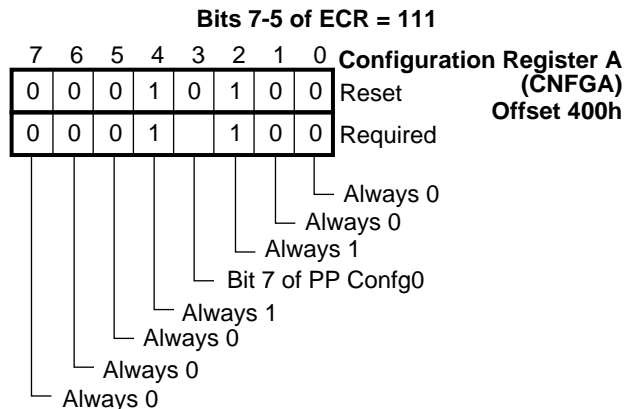 Bits 7-5 of ECR = 111
7 6 5 4 3 2 1 0 Configuration Register A
(CNFGA)
Offset 400h
0 0 0 1 0 1 0 0 Reset
0 0 0 1 1 0 0 Required
Always 0
Always 0
Always 1
Bit 7 of PP Confg0
Always 1
Always 0
Always 0
Always 0